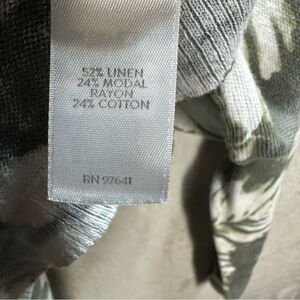 52% LINEN
24% MODAL
RAYON
24% COTTON
RN 97641